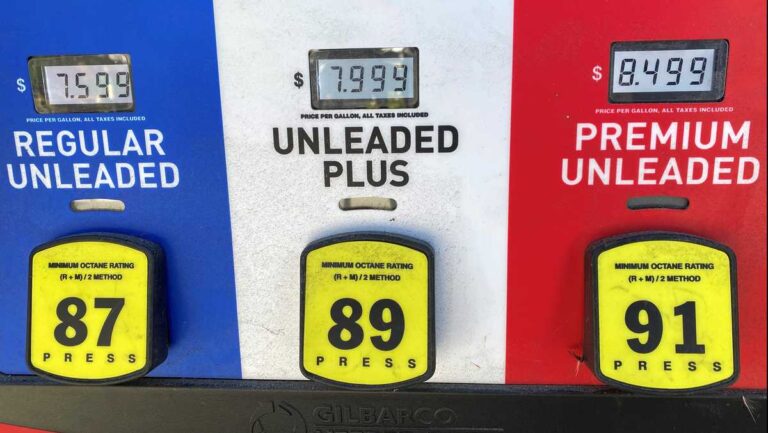 $ 7.599
PRICE PER GALLON, ALL TAXES INCLUDED
REGULAR
UNLEADED
MINIMUM OCTANE RATING
(R + M) / 2 METHOD
87
PRESS
$ 7.999
PRICE PER GALLON, ALL TAXES INCLUDED
UNLEADED
PLUS
MINIMUM OCTANE RATING
(R + M) / 2 METHOD
89
PRESS
$ 8.499
PRICE PER GALLON, ALL TAXES INCLUDED
PREMIUM
UNLEADED
MINIMUM OCTANE RATING
(R + M) / 2 METHOD
91
PRESS
GILBARCO